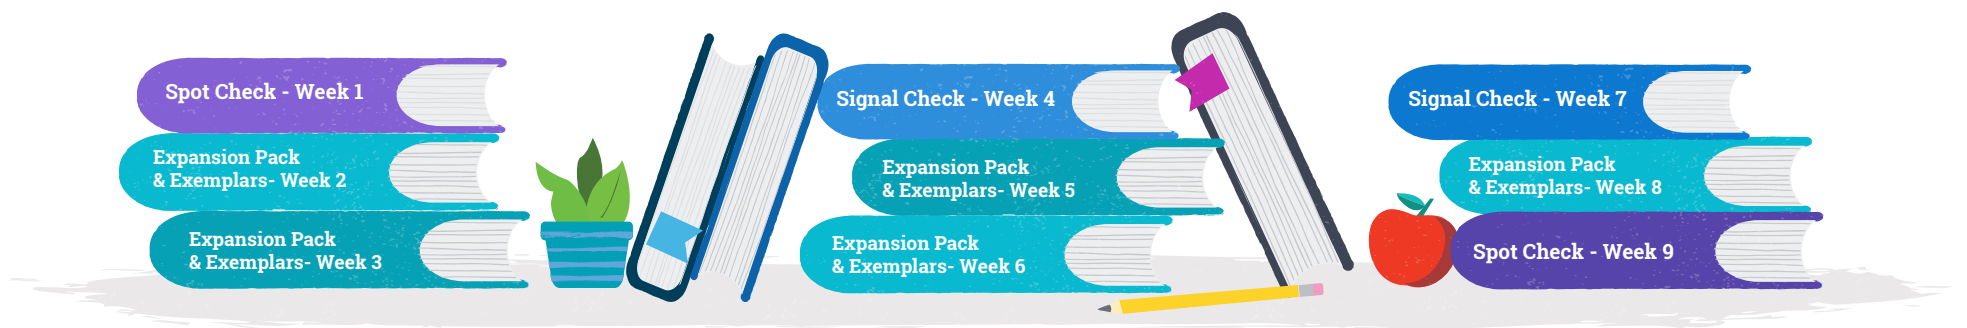 Spot Check - Week 1
Expansion Pack
& Exemplars- Week 2
Expansion Pack
& Exemplars- Week 3
Signal Check - Week 4
Expansion Pack
& Exemplars- Week 5
Expansion Pack
& Exemplars- Week 6
Signal Check - Week 7
Expansion Pack
& Exemplars- Week 8
Spot Check - Week 9